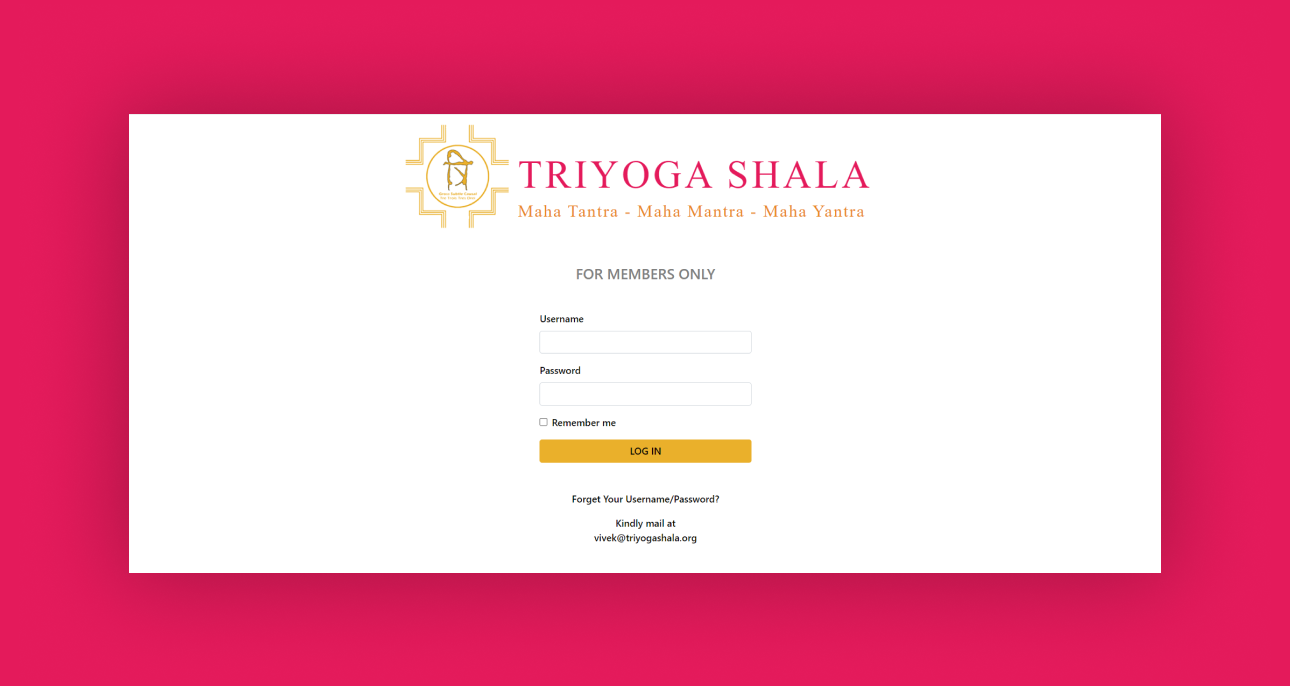 TRIYOGA SHALA
Maha Tantra - Maha Mantra - Maha Yantra
FOR MEMBERS ONLY
Username
Password
Remember me
LOG IN
Forget Your Username/Password?
Kindly mail at
vivek@triyogashala.org